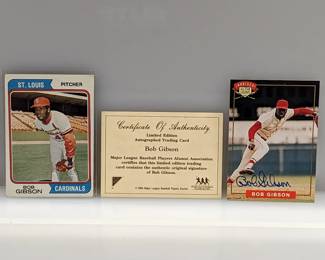 ST. LOUIS PITCHER
BOB
GIBSON CARDINALS
Certificate Of Authenticity
Limited Edition
Autographed Trading Card
Bob Gibson
Major League Baseball Players Alumni Association
certifies that this limited edition trading
card contains the authentic original signature
of Bob Gibson.
Bob Gibson
BOB GIBSON